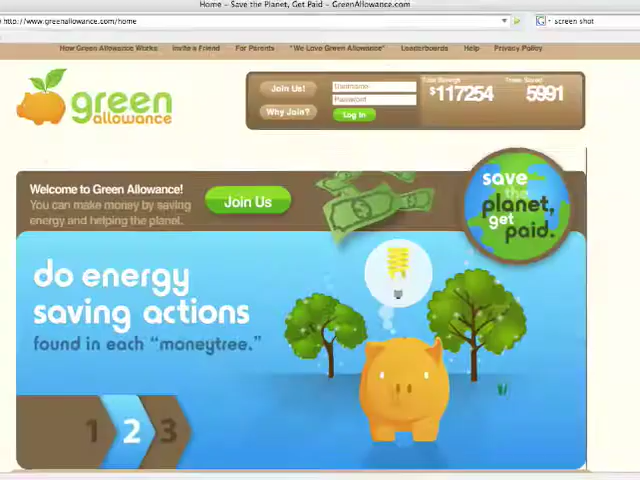 Home – Save the Planet, Get Paid – GreenAllowance.com
http://www.greenallowance.com/home
screen shot
How Green Allowance Works Invite a Friend For Parents "We Love Green Allowance" Leaderboards Help Privacy Policy
green
allowance
Join Us!
Why Join?
Username
Password
Log In
Total Savings
$117254
Trees Saved
5991
Welcome to Green Allowance!
You can make money by saving
energy and helping the planet.
Join Us
save
the
planet,
get
paid.
do energy
saving actions
found in each "moneytree."
1 2 3